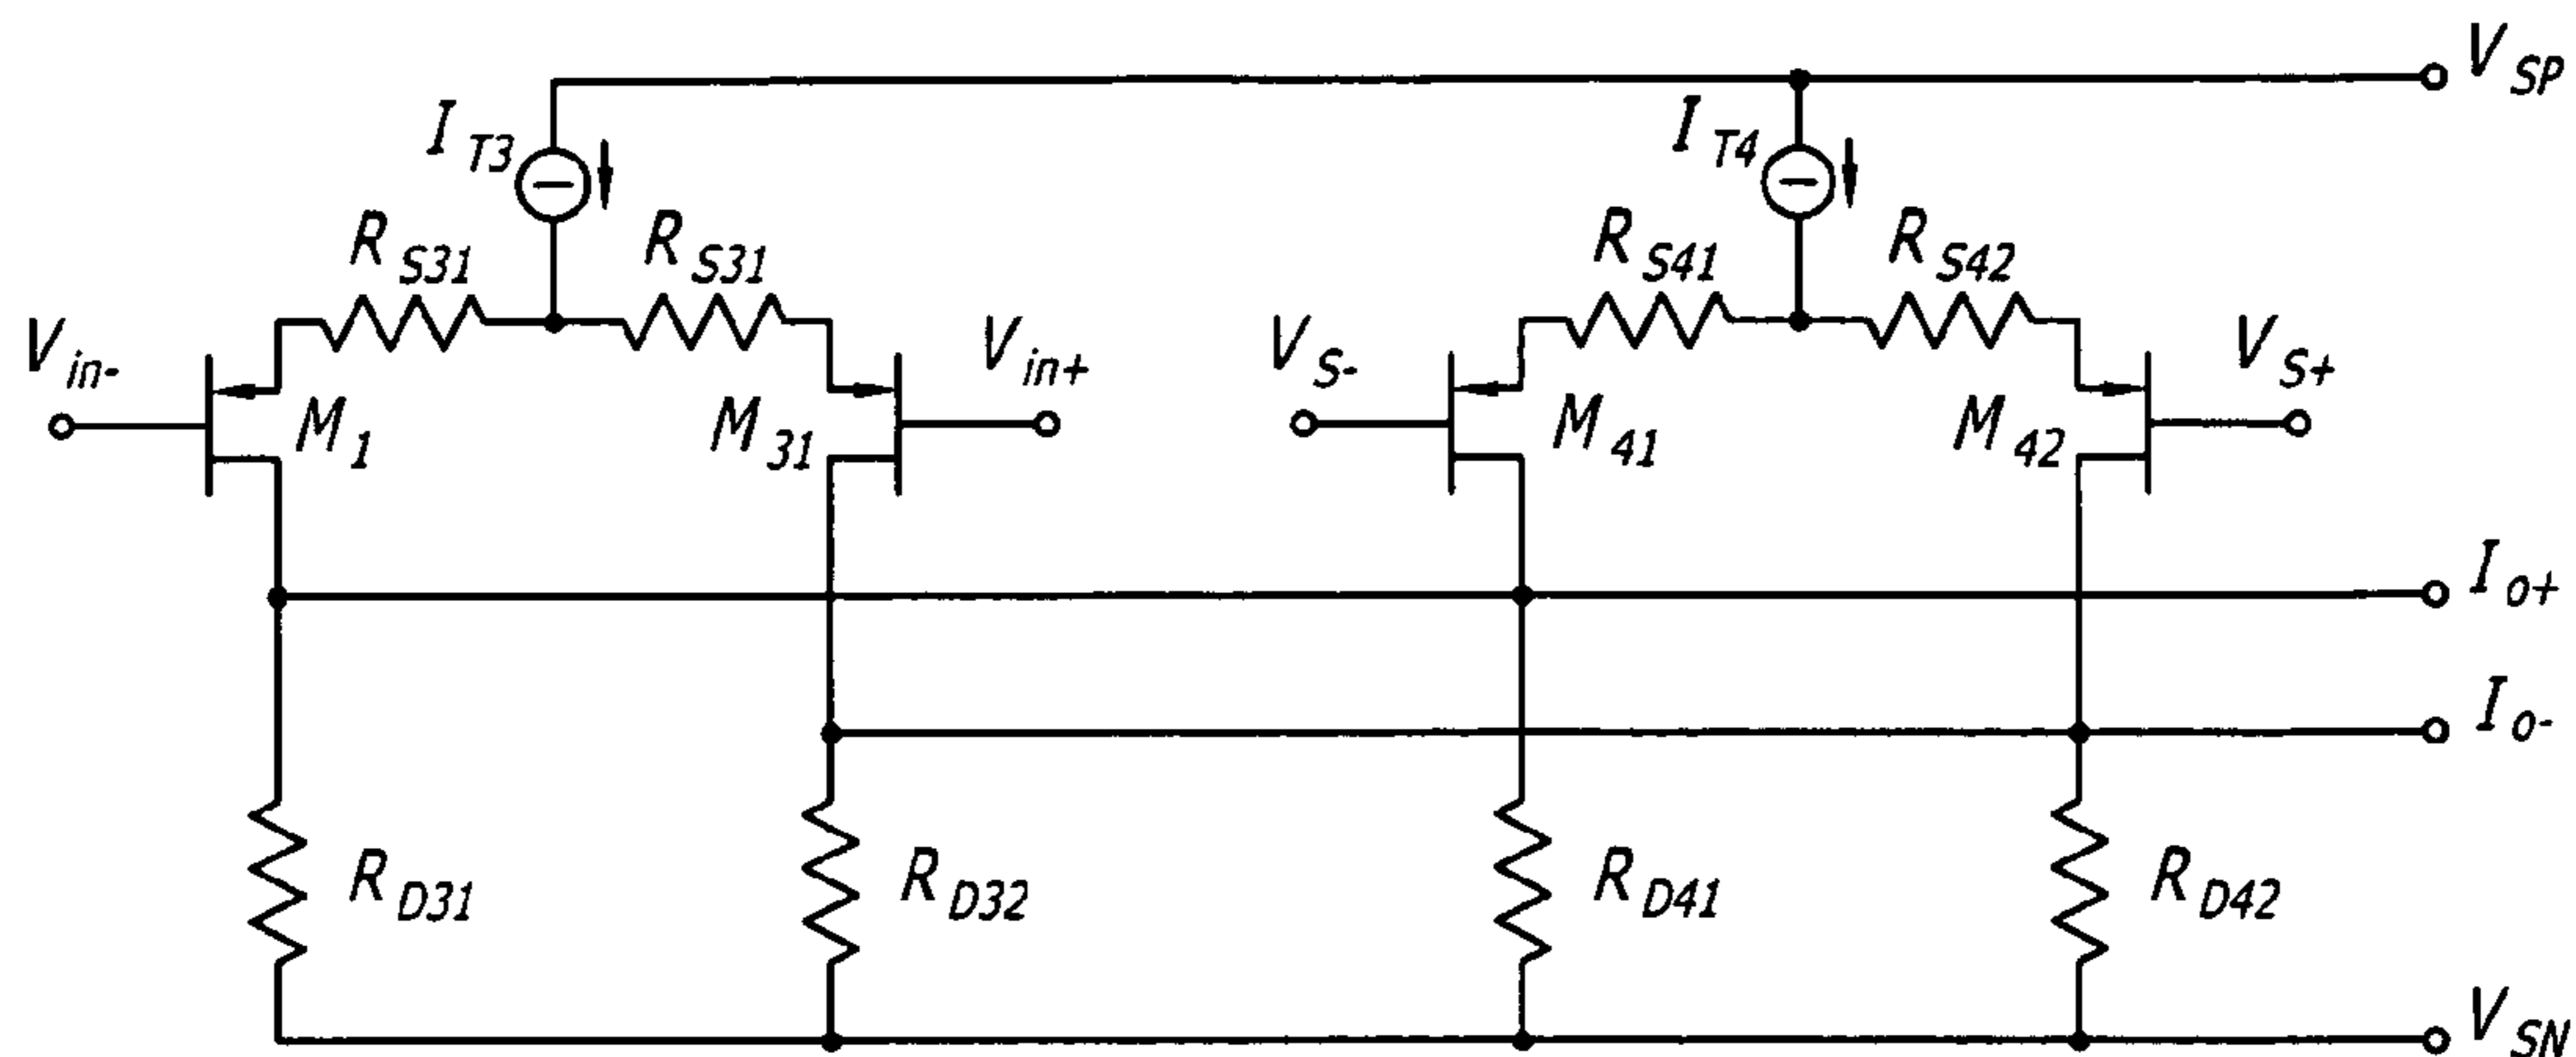 V SP
I T3
I T4
R S31
R S31
R S41
R S42
V in-
V in+
V S-
V S+
M 1
M 31
M 41
M 42
I o+
I o-
R D31
R D32
R D41
R D42
V SN